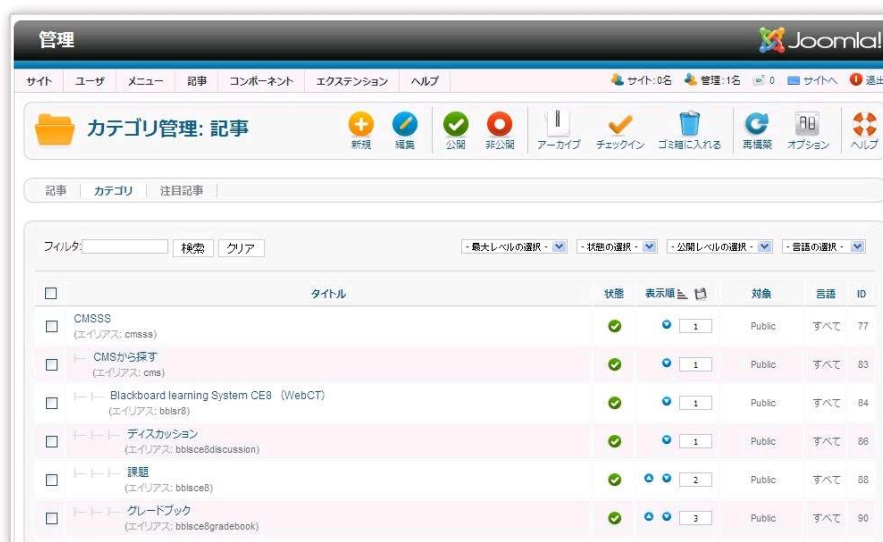 管理
Joomla!
サイト ユーザ メニュー 記事 コンポーネント エクステンション ヘルプ サイト:0名 管理:1名 0 サイトへ 退出
カテゴリ管理: 記事
新規 編集 公開 非公開 アーカイブ チェックイン ゴミ箱に入れる 再構築 オプション ヘルプ
記事 カテゴリ 注目記事
フィルタ: 検索 クリア - 最大レベルの選択 - - 状態の選択 - - 公開レベルの選択 - - 言語の選択 -
タイトル 状態 表示順 対象 言語 ID
CMSSS 1 Public すべて 77
(エイリアス: cmsss)
CMSから探す 1 Public すべて 83
(エイリアス: cms)
Blackboard learning System CE8 (WebCT) 1 Public すべて 84
(エイリアス: bblsr8)
ディスカッション 1 Public すべて 86
(エイリアス: bblsce8discussion)
課題 2 Public すべて 88
(エイリアス: bblsce8)
グレードブック 3 Public すべて 90
(エイリアス: bblsce8gradebook)